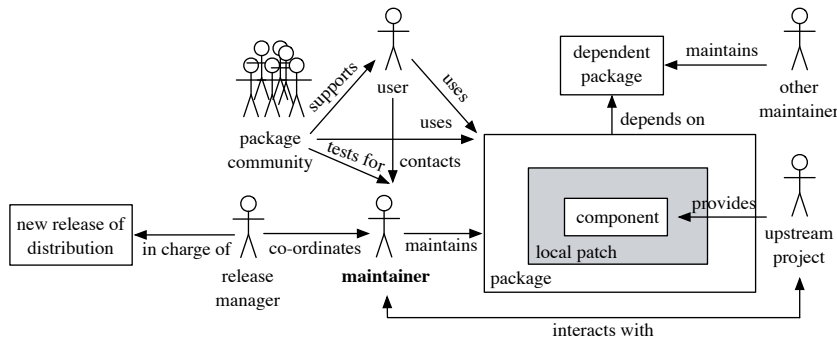 user
dependent
package
maintains
other
maintainer
supports
uses
package
community
uses
tests for
contacts
depends on
new release of
distribution
in charge of
release
manager
co-ordinates
maintainer
maintains
component
local patch
package
provides
upstream
project
interacts with